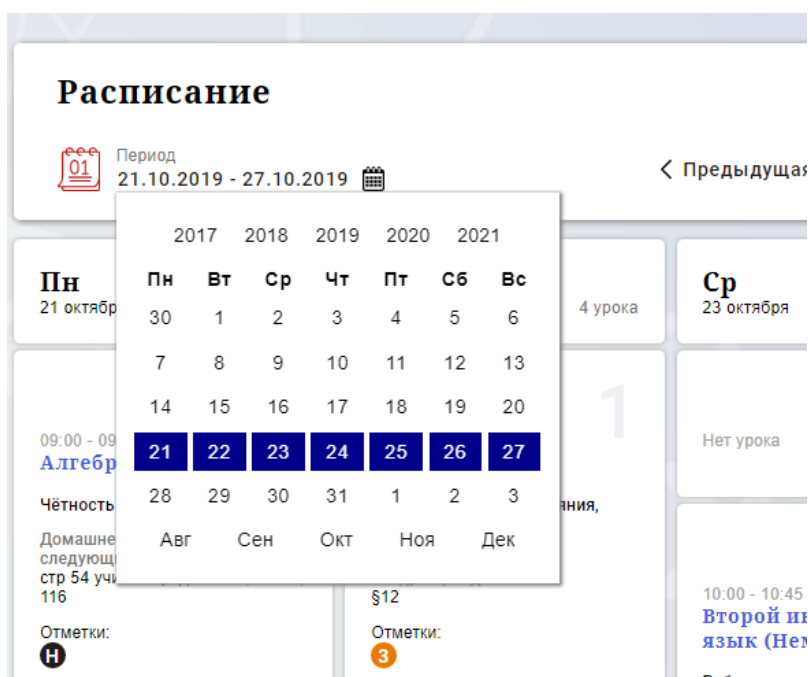 Расписание
01
Период
21.10.2019 - 27.10.2019
Предыдущая
2017 2018 2019 2020 2021
Пн Вт Ср Чт Пт Сб Вс
30 1 2 3 4 5 6
7 8 9 10 11 12 13
14 15 16 17 18 19 20
21 22 23 24 25 26 27
28 29 30 31 1 2 3
Авг Сен Окт Ноя Дек
Пн
21 октябр
09:00 - 09
Алгебр
Чётность
Домашне
следующ
стр 54 уч
116
Отметки:
Н
4 урока
1
яния,
§12
Отметки:
3
Ср
23 октября
Нет урока
10:00 - 10:45
Второй ин
язык (Нем